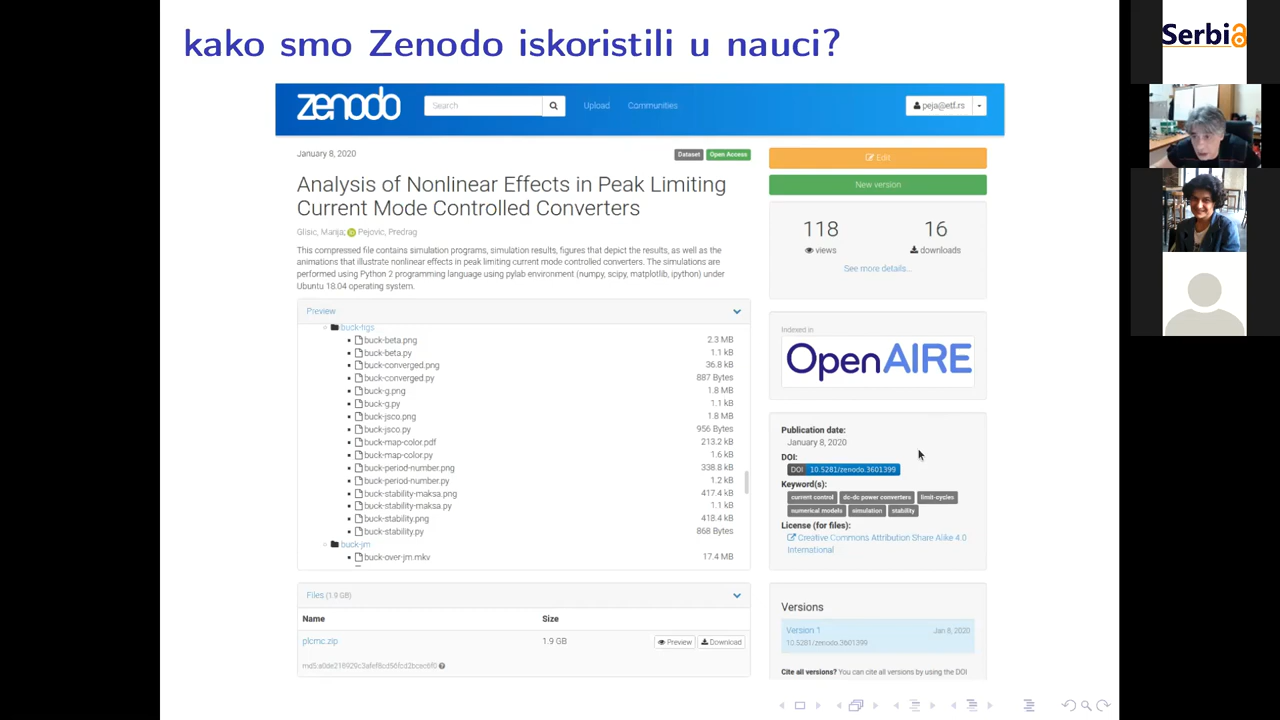 kako smo Zenodo iskoristili u nauci?
Serbia
zenodo
Search
Upload
Communities
peja@etf.rs
January 8, 2020
Dataset
Open Access
Analysis of Nonlinear Effects in Peak Limiting
Current Mode Controlled Converters
Glisic, Marija; Pejovic, Predrag
This compressed file contains simulation programs, simulation results, figures that depict the results, as well as the
animations that illustrate nonlinear effects in peak limiting current mode controlled converters. The simulations are
performed using Python 2 programming language using pylab environment (numpy, scipy, matplotlib, ipython) under
Ubuntu 18.04 operating system.
Preview
buck-figs
buck-beta.png 2.3 MB
buck-beta.py 1.1 kB
buck-converged.png 36.8 kB
buck-converged.py 887 Bytes
buck-g.png 1.8 MB
buck-g.py 1.1 kB
buck-jsco.png 1.8 MB
buck-jsco.py 956 Bytes
buck-map-color.pdf 213.2 kB
buck-map-color.py 1.6 kB
buck-period-number.png 338.8 kB
buck-period-number.py 1.2 kB
buck-stability-maksa.png 417.4 kB
buck-stability-maksa.py 1.1 kB
buck-stability.png 418.4 kB
buck-stability.py 868 Bytes
buck-jm
buck-over-jm.mkv 17.4 MB
Files (1.9 GB)
Name Size
plcmc.zip 1.9 GB Preview Download
Edit
New version
118 16
views downloads
See more details...
Indexed in
OpenAIRE
Publication date:
January 8, 2020
DOI:
DOI 10.5281/zenodo.3601399
Keyword(s):
current control dc-dc power converters limit-cycles
numerical models simulation stability
License (for files):
Creative Commons Attribution Share Alike 4.0
International
Versions
Version 1 Jan 8, 2020
10.5281/zenodo.3601399
Cite all versions? You can cite all versions by using the DOI